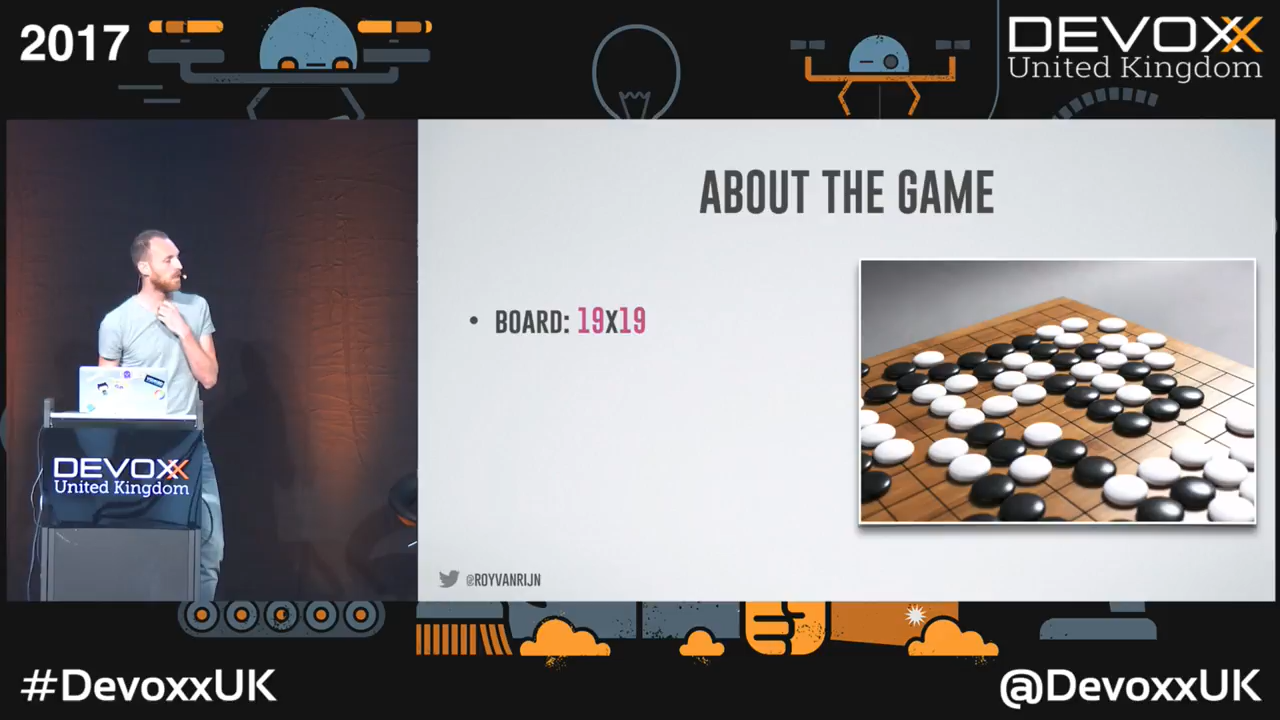 2017
DEVOXX
United Kingdom
ABOUT THE GAME
• BOARD: 19X19
DEVOXX
United Kingdom
@ROYVANRIJN
#DevoxxUK
@DevoxxUK